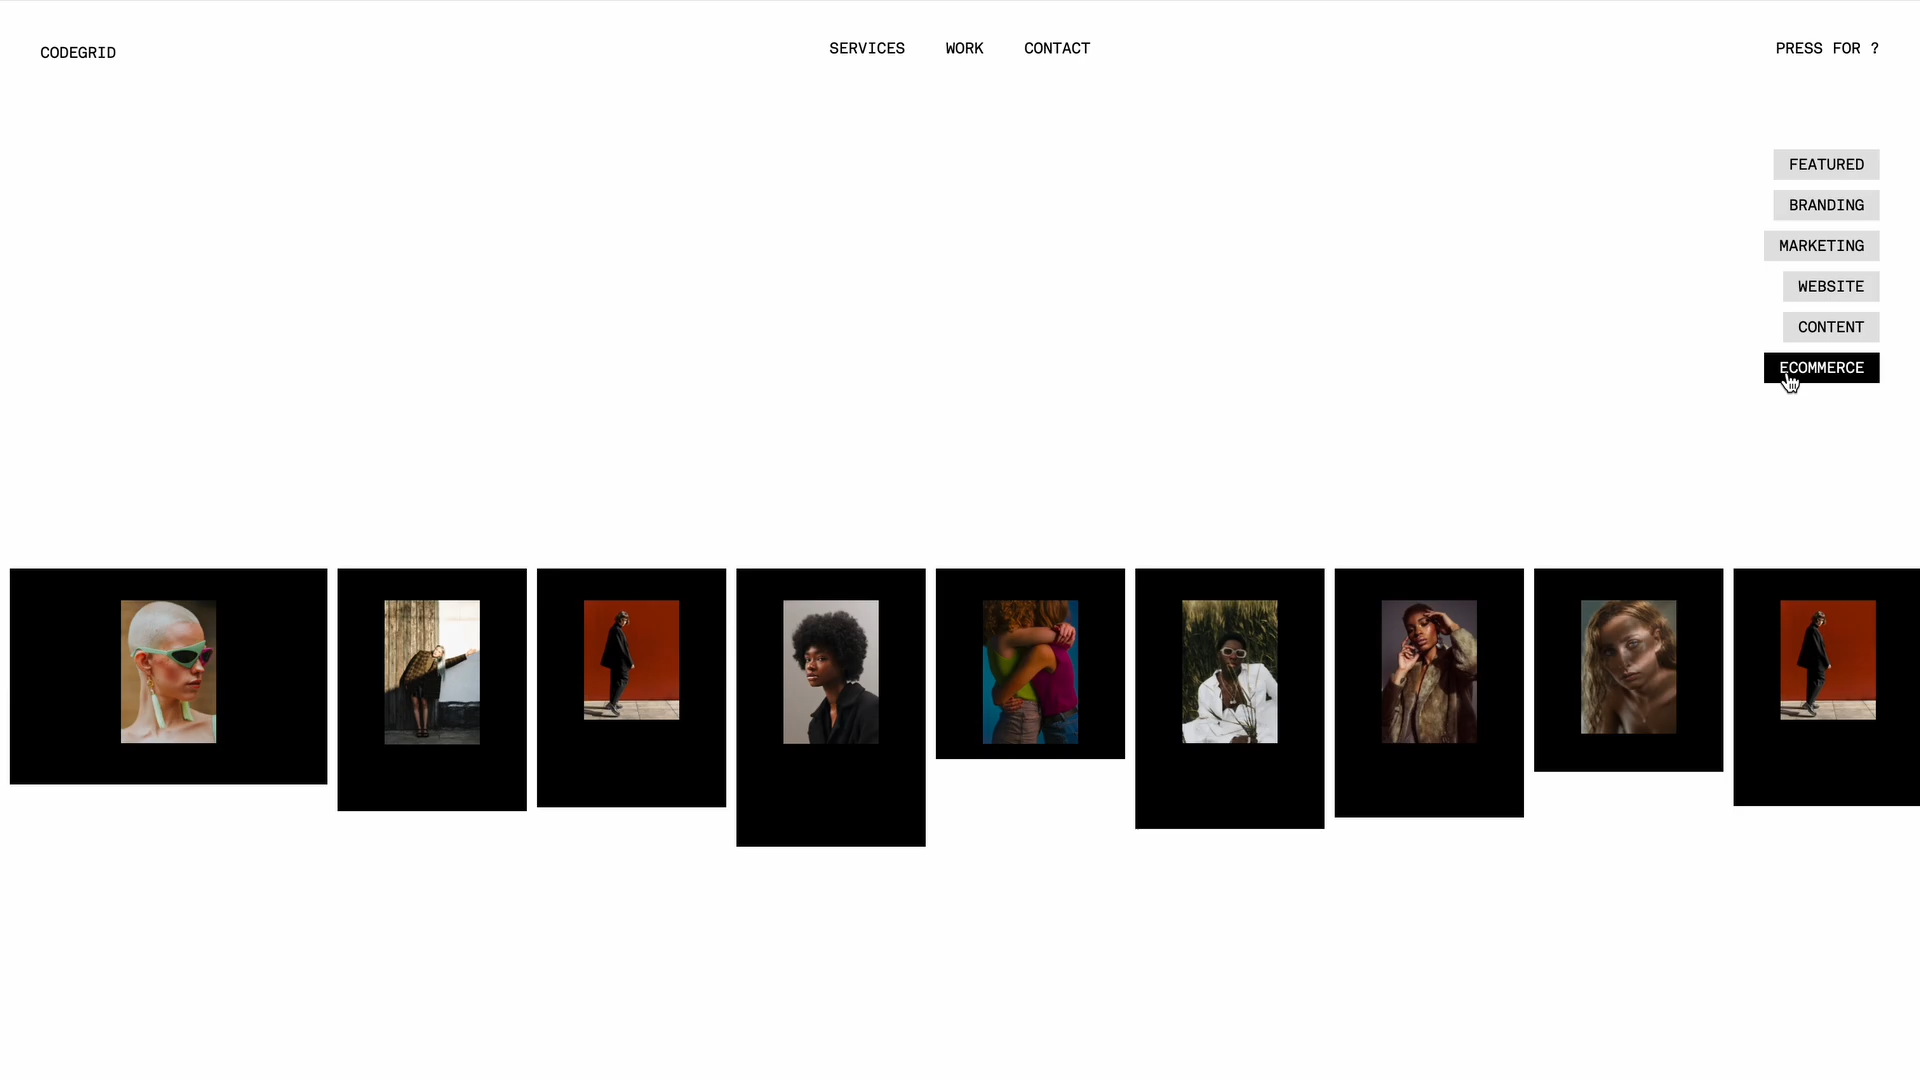 CODEGRID
SERVICES WORK CONTACT
PRESS FOR ?
FEATURED
BRANDING
MARKETING
WEBSITE
CONTENT
ECOMMERCE